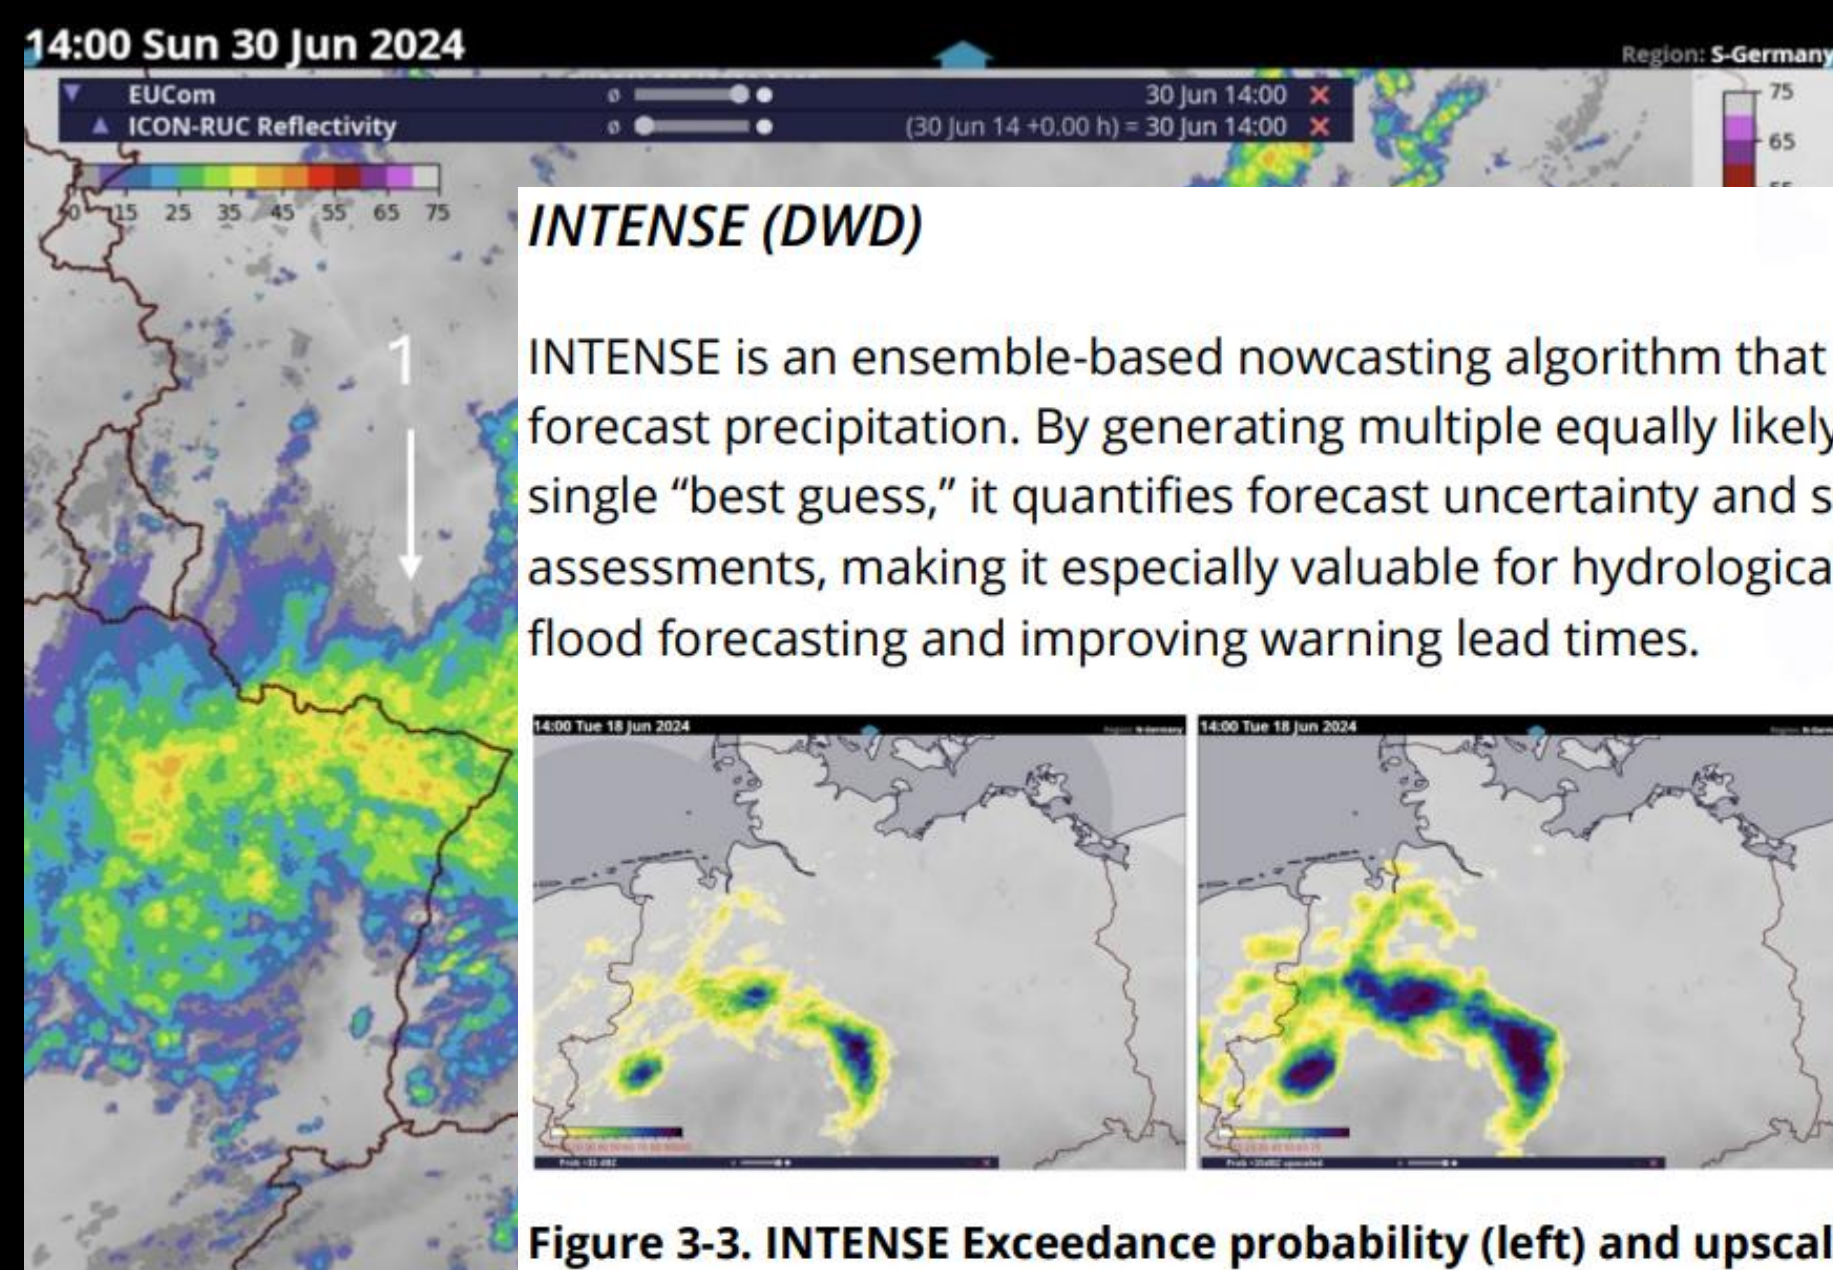 14:00 Sun 30 Jun 2024
Region: S-Germany
EUCom 30 Jun 14:00
ICON-RUC Reflectivity (30 Jun 14 +0.00 h) = 30 Jun 14:00
75
65
55
0 15 25 35 45 55 65 75
1
INTENSE (DWD)
INTENSE is an ensemble-based nowcasting algorithm that
forecast precipitation. By generating multiple equally likely
single “best guess,” it quantifies forecast uncertainty and s
assessments, making it especially valuable for hydrologica
flood forecasting and improving warning lead times.
14:00 Tue 18 Jun 2024
14:00 Tue 18 Jun 2024
Figure 3-3. INTENSE Exceedance probability (left) and upscal